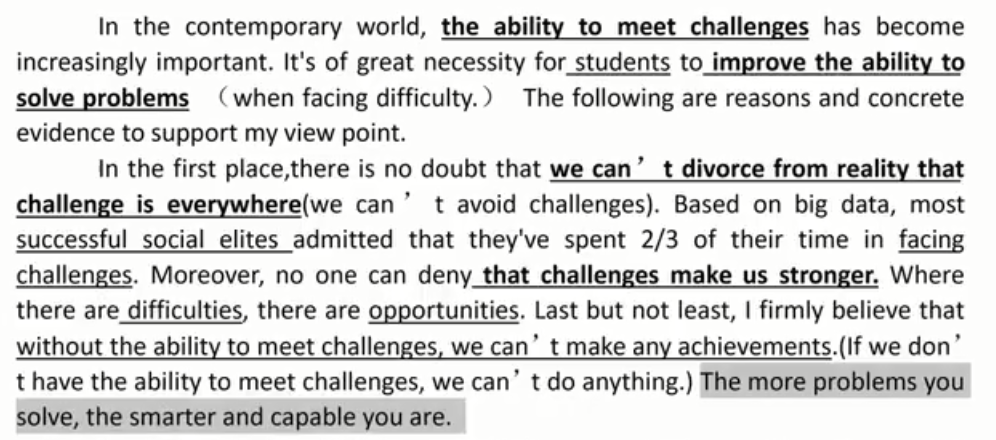 In the contemporary world, the ability to meet challenges has become
increasingly important. It's of great necessity for students to improve the ability to
solve problems （when facing difficulty.） The following are reasons and concrete
evidence to support my view point.
In the first place,there is no doubt that we can’t divorce from reality that
challenge is everywhere(we can’t avoid challenges). Based on big data, most
successful social elites admitted that they've spent 2/3 of their time in facing
challenges. Moreover, no one can deny that challenges make us stronger. Where
there are difficulties, there are opportunities. Last but not least, I firmly believe that
without the ability to meet challenges, we can’t make any achievements.(If we don’
t have the ability to meet challenges, we can’t do anything.) The more problems you
solve, the smarter and capable you are.